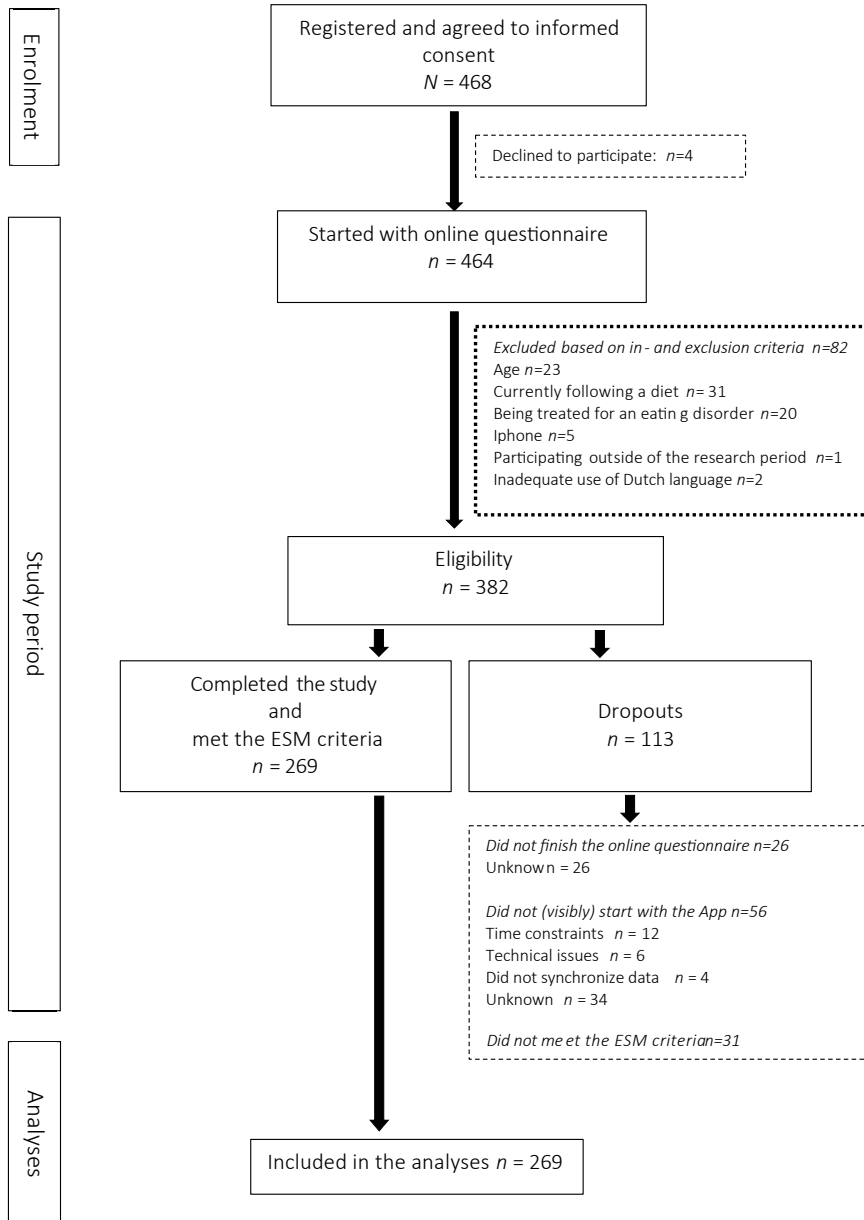 Enrolment
Registered and agreed to informed
consent
N = 468
Declined to participate: n=4
Study period
Started with online questionnaire
n = 464
Excluded based on in- and exclusion criteria n=82
Age n=23
Currently following a diet n= 31
Being treated for an eating disorder n=20
Iphone n=5
Participating outside of the research period n=1
Inadequate use of Dutch language n=2
Eligibility
n = 382
Completed the study
and
met the ESM criteria
n = 269
Dropouts
n = 113
Did not finish the online questionnaire n=26
Unknown = 26
Did not (visibly) start with the App n=56
Time constraints n = 12
Technical issues n = 6
Did not synchronize data n = 4
Unknown n = 34
Did not meet the ESM criterian=31
Analyses
Included in the analyses n = 269